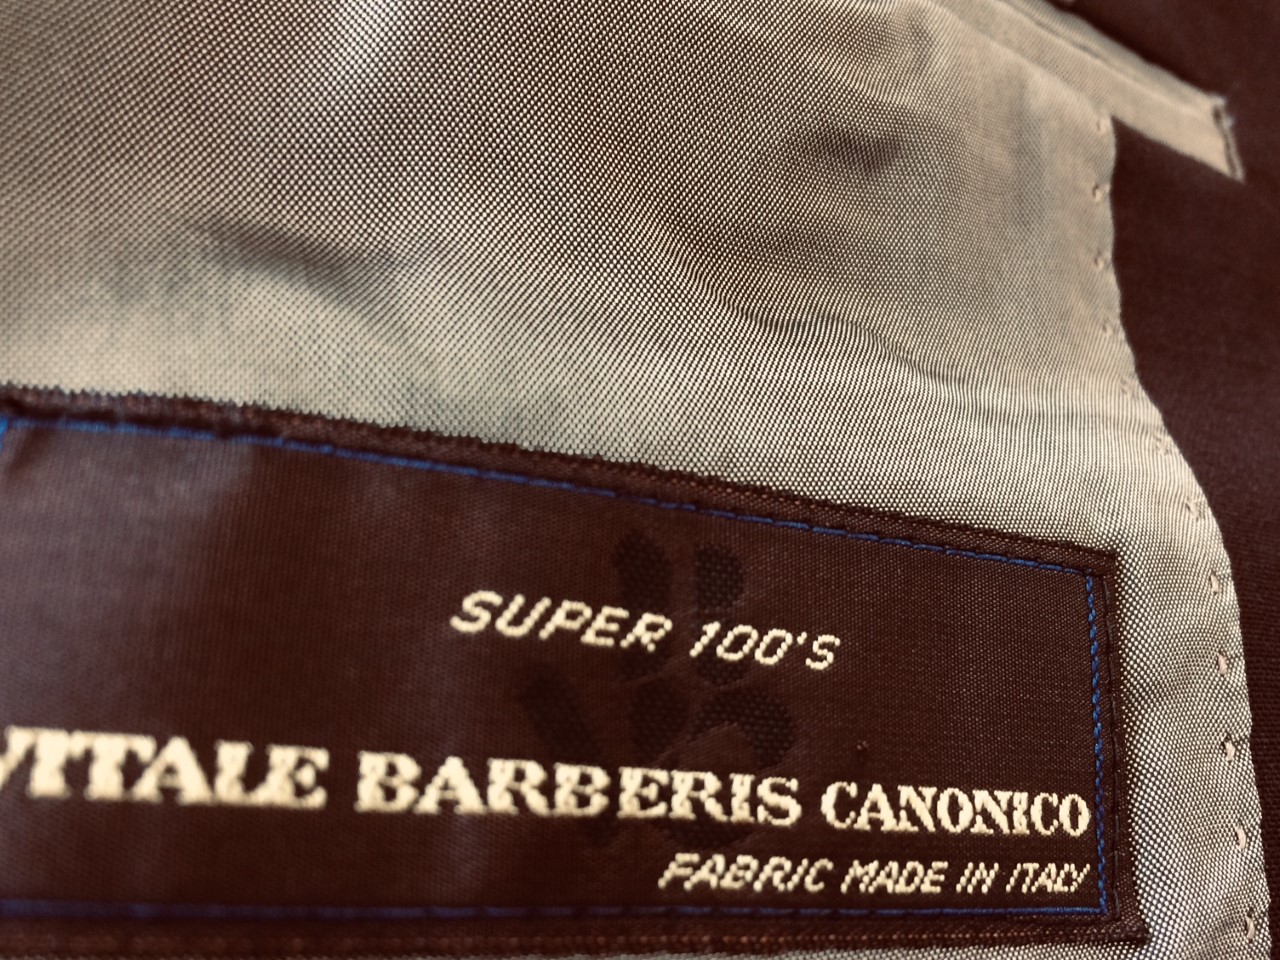 SUPER 100'S
VITALE BARBERIS CANONICO
FABRIC MADE IN ITALY